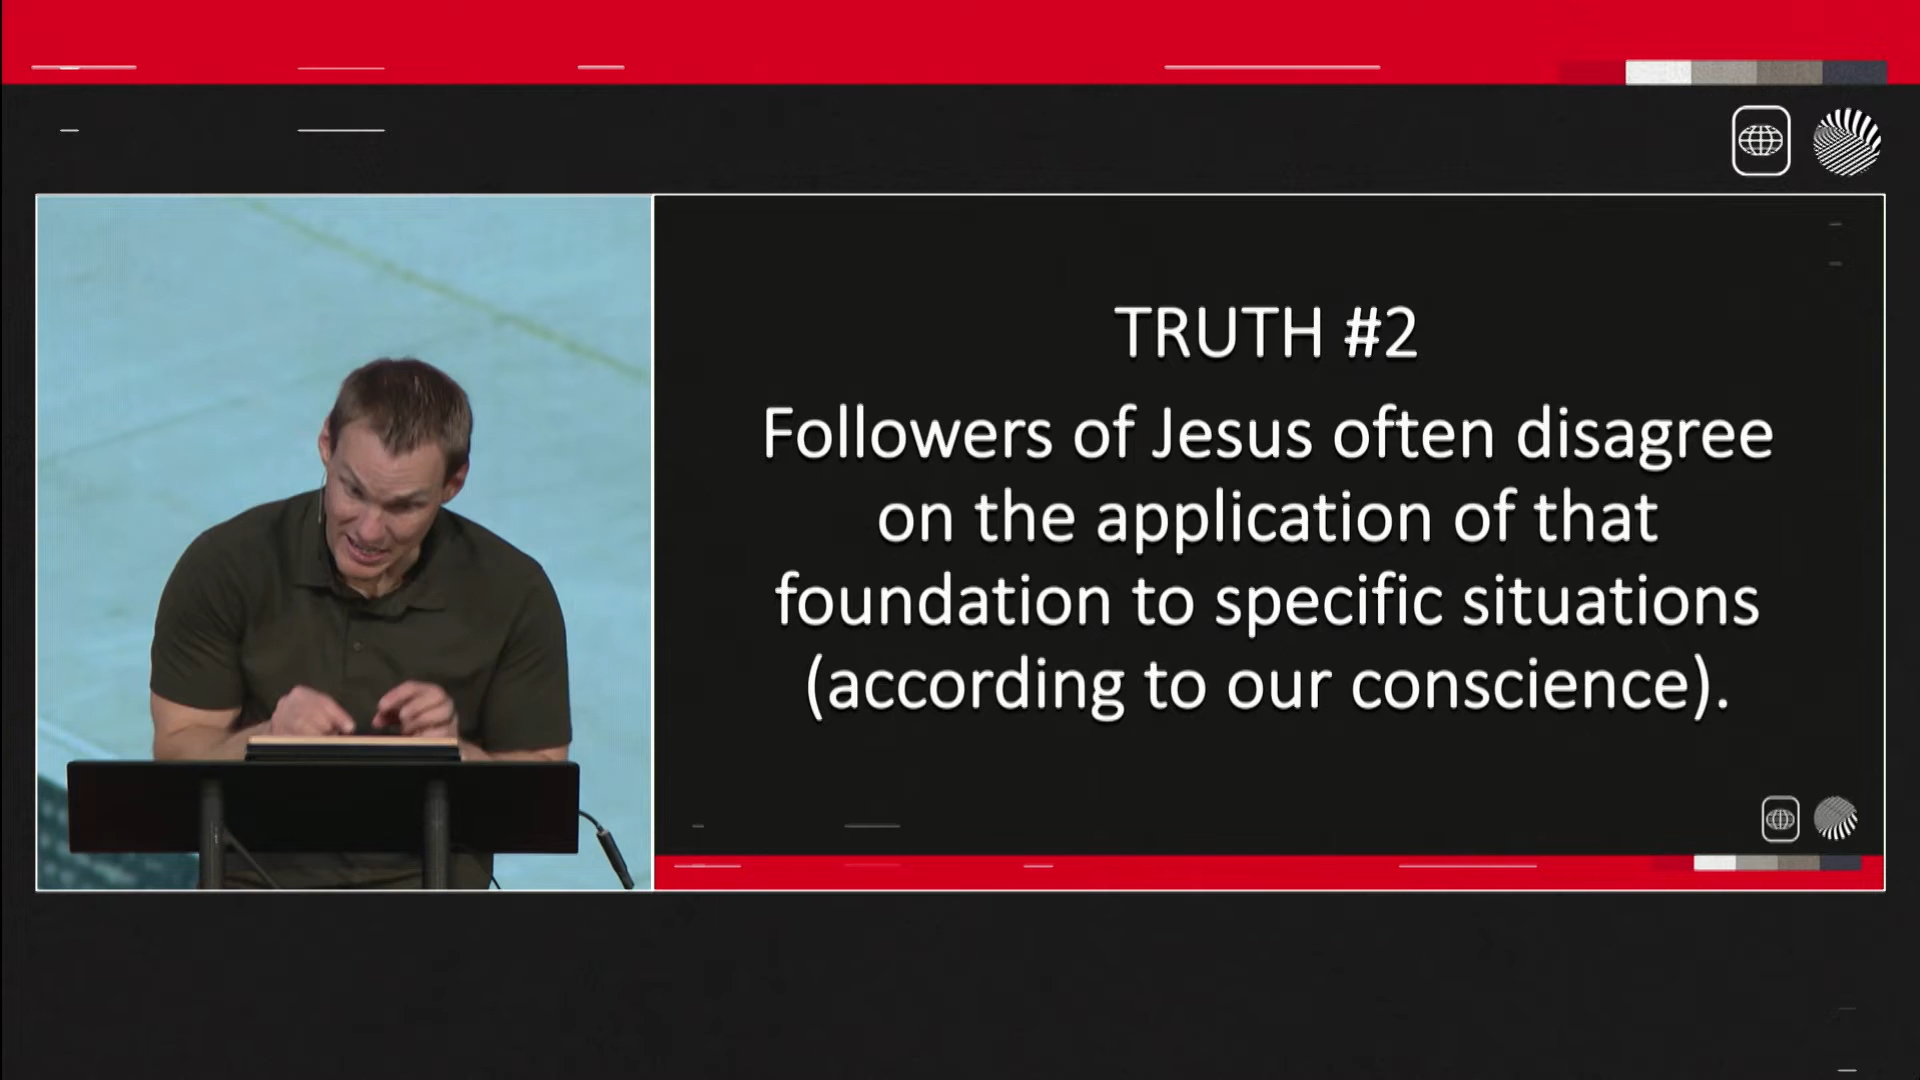 TRUTH #2
Followers of Jesus often disagree
on the application of that
foundation to specific situations
(according to our conscience).